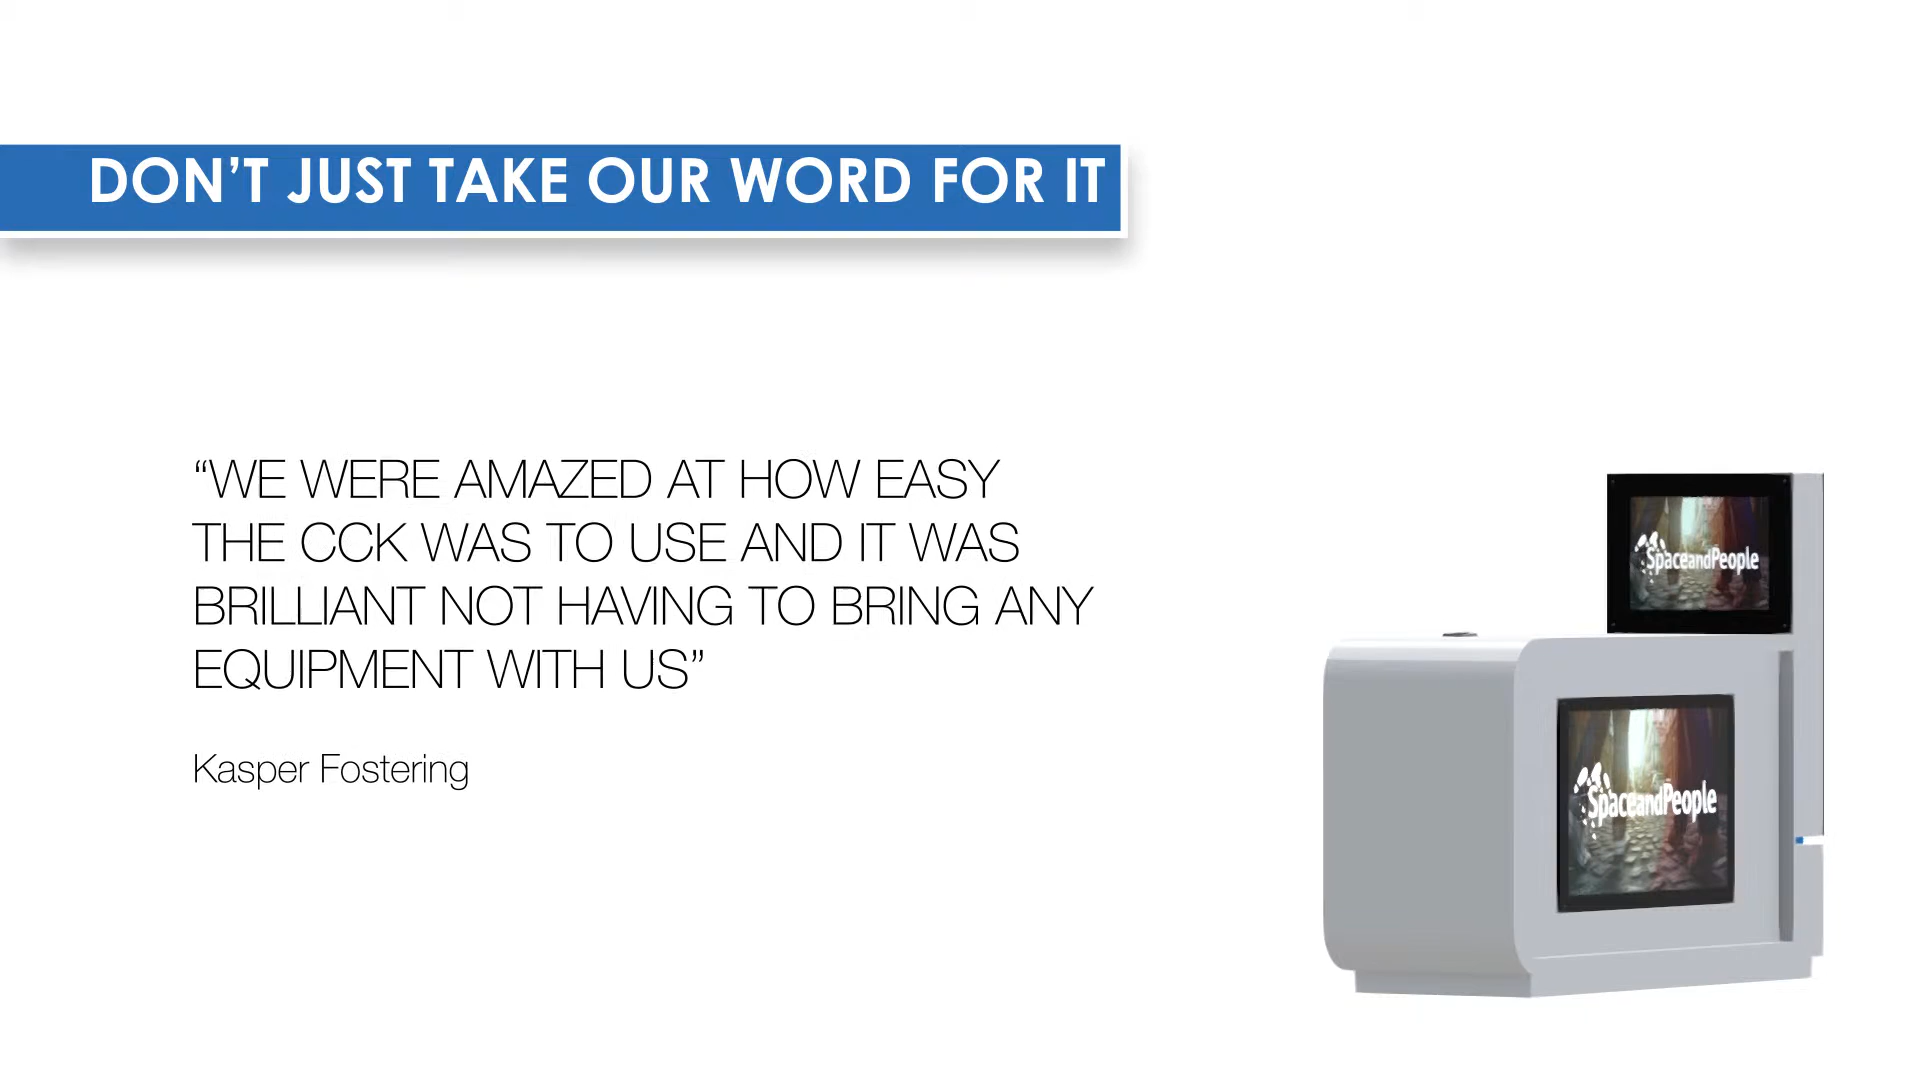 DON’T JUST TAKE OUR WORD FOR IT
“WE WERE AMAZED AT HOW EASY
THE CCK WAS TO USE AND IT WAS
BRILLIANT NOT HAVING TO BRING ANY
EQUIPMENT WITH US”
Kasper Fostering
SpaceandPeople
SpaceandPeople